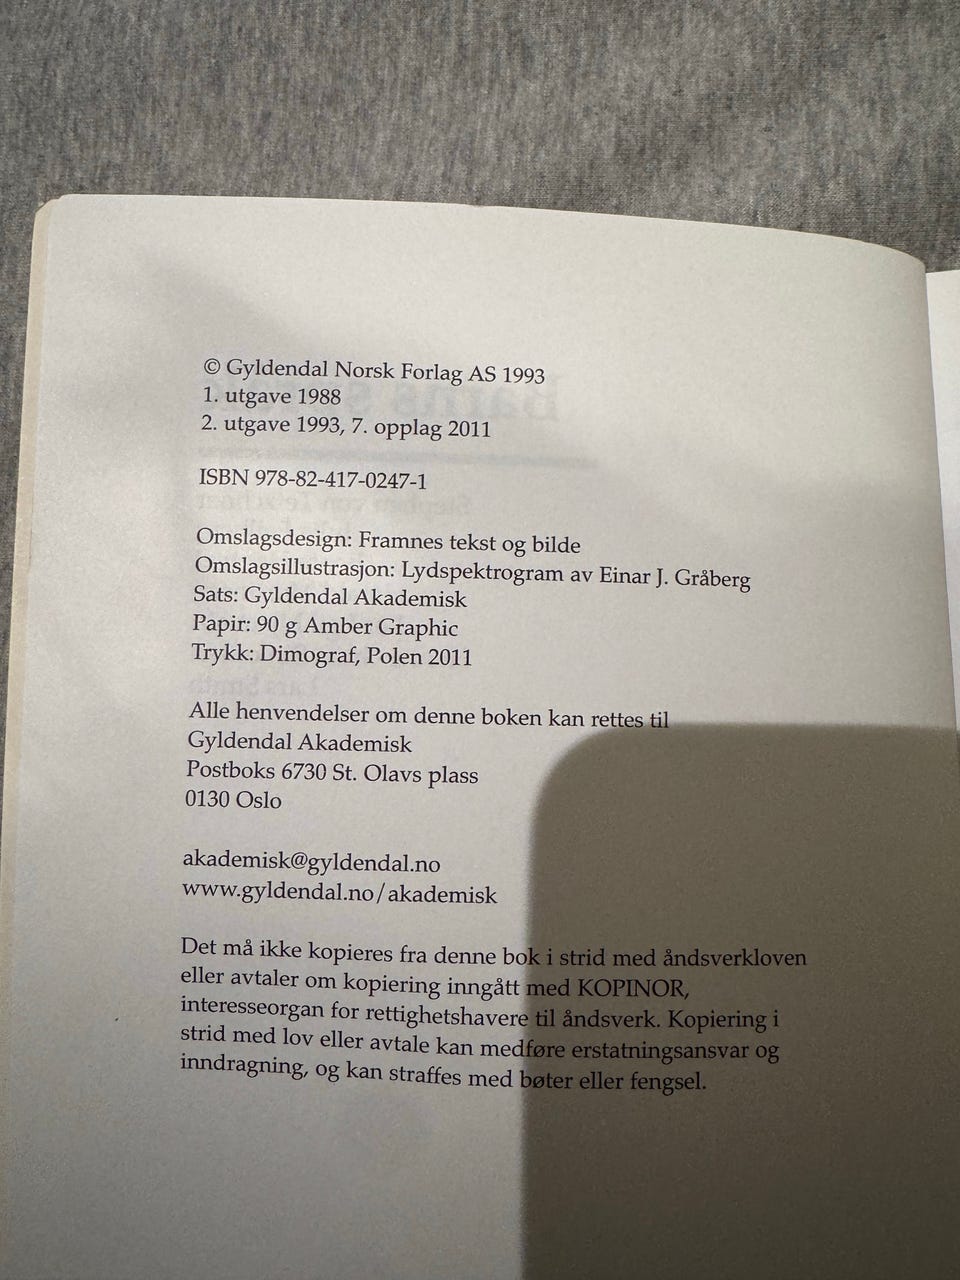 © Gyldendal Norsk Forlag AS 1993
1. utgave 1988
2. utgave 1993, 7. opplag 2011
ISBN 978-82-417-0247-1
Omslagsdesign: Framnes tekst og bilde
Omslagsillustrasjon: Lydspektrogram av Einar J. Gråberg
Sats: Gyldendal Akademisk
Papir: 90 g Amber Graphic
Trykk: Dimograf, Polen 2011
Alle henvendelser om denne boken kan rettes til
Gyldendal Akademisk
Postboks 6730 St. Olavs plass
0130 Oslo
akademisk@gyldendal.no
www.gyldendal.no/akademisk
Det må ikke kopieres fra denne bok i strid med åndsverkloven
eller avtaler om kopiering inngått med KOPINOR,
interesseorgan for rettighetshavere til åndsverk. Kopiering i
strid med lov eller avtale kan medføre erstatningsansvar og
inndragning, og kan straffes med bøter eller fengsel.